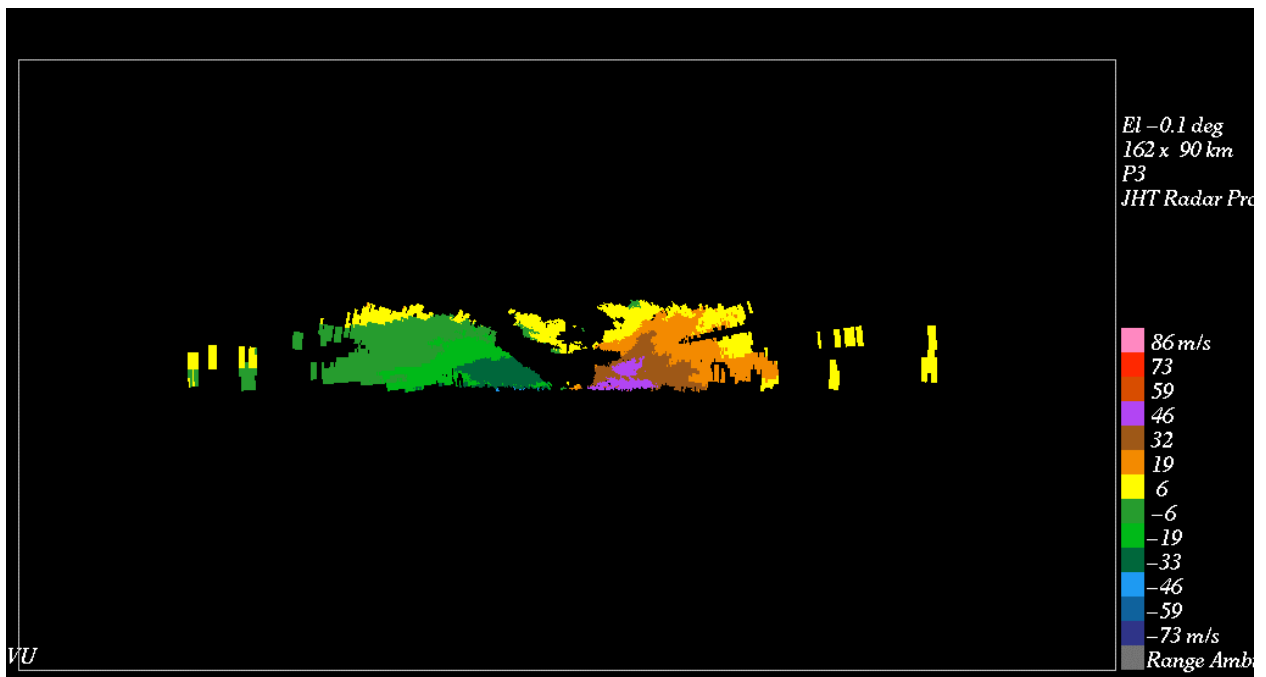 El −0.1 deg
162 x 90 km
P3
JHT Radar Pro
86 m/s
73
59
46
32
19
6
−6
−19
−33
−46
−59
−73 m/s
Range Ambi
VU